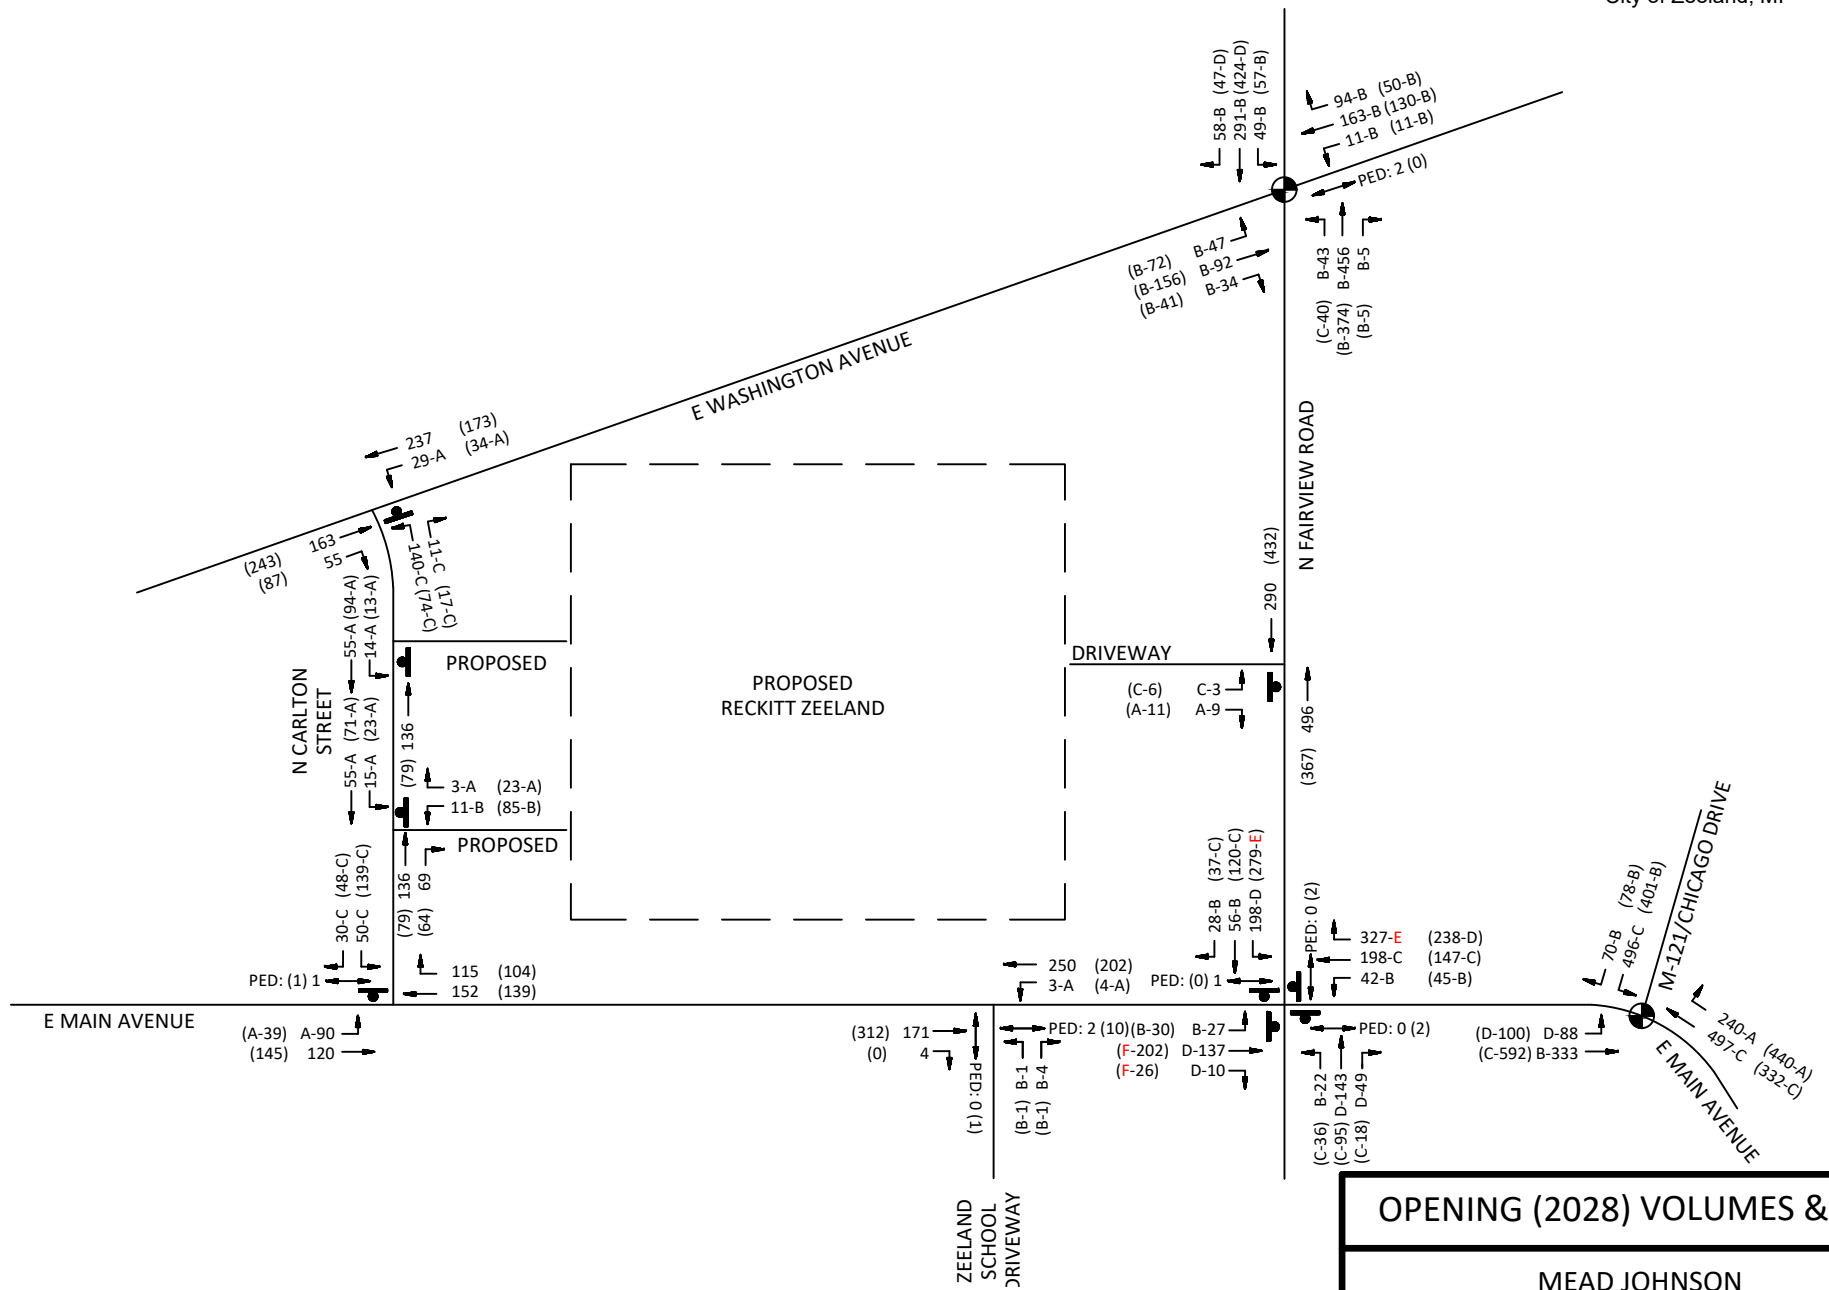 City of Zeeland, MI
58-B (47-D)
291-B (424-D)
49-B (57-B)
94-B (50-B)
163-B (130-B)
11-B (11-B)
PED: 2 (0)
(B-72) B-47
(B-156) B-92
(B-41) B-34
(C-40) B-43
(B-374) B-456
(B-5) B-5
E WASHINGTON AVENUE
N FAIRVIEW ROAD
237 (173)
29-A (34-A)
(243) 163
(87) 55
140-C (74-C)
11-C (17-C)
55-A (94-A)
14-A (13-A)
PROPOSED
N CARLTON
STREET
55-A (71-A)
15-A (23-A)
(79) 136
3-A (23-A)
11-B (85-B)
PROPOSED
(79) 136
(64) 69
PROPOSED
RECKITT ZEELAND
290 (432)
DRIVEWAY
(C-6) C-3
(A-11) A-9
(367) 496
30-C (48-C)
50-C (139-C)
PED: (1) 1
115 (104)
152 (139)
E MAIN AVENUE
(A-39) A-90
(145) 120
250 (202)
3-A (4-A)
(312) 171
(0) 4
PED: 2 (10)
PED: 0 (1)
(B-1) B-1
(B-1) B-4
ZEELAND
SCHOOL
DRIVEWAY
28-B (37-C)
56-B (120-C)
198-D (279-E)
PED: (0) 1
PED: 0 (2)
327-E (238-D)
198-C (147-C)
42-B (45-B)
(B-30) B-27
(F-202) D-137
(F-26) D-10
PED: 0 (2)
(C-36) B-22
(C-95) D-143
(C-18) D-49
70-B (78-B)
496-C (401-B)
M-121/CHICAGO DRIVE
(D-100) D-88
(C-592) B-333
240-A (440-A)
497-C (332-C)
E MAIN AVENUE
OPENING (2028) VOLUMES &
MEAD JOHNSON